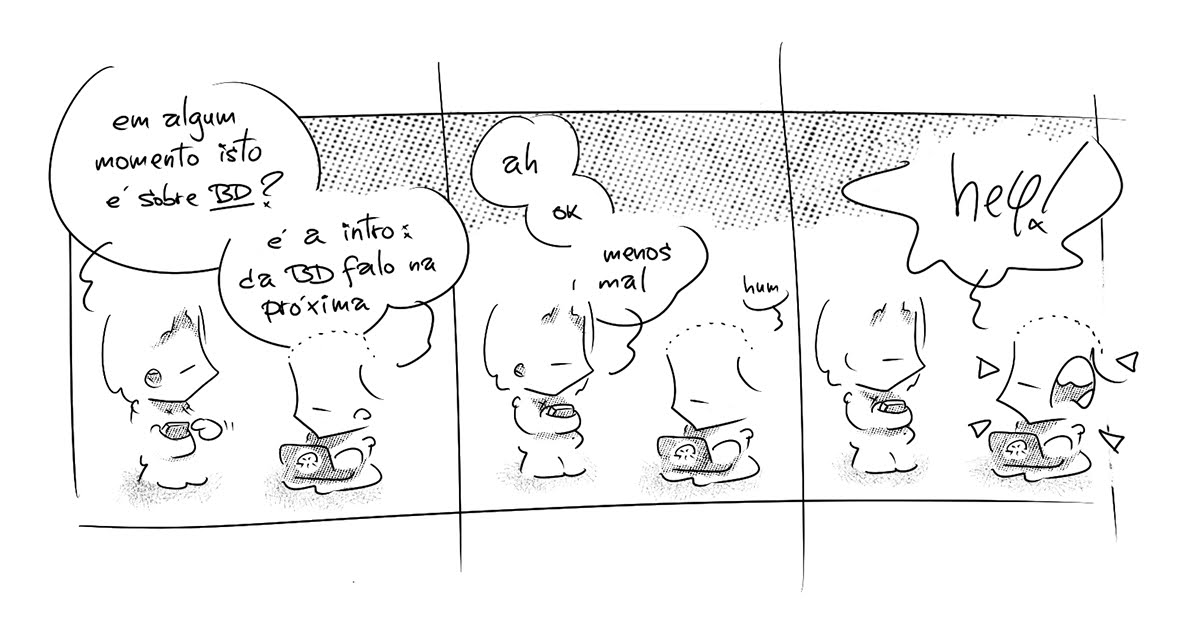 em algum
momento isto
é sobre BD?
é a intro:
da BD falo na
próxima
ah
ok
menos
mal
hum
hey!